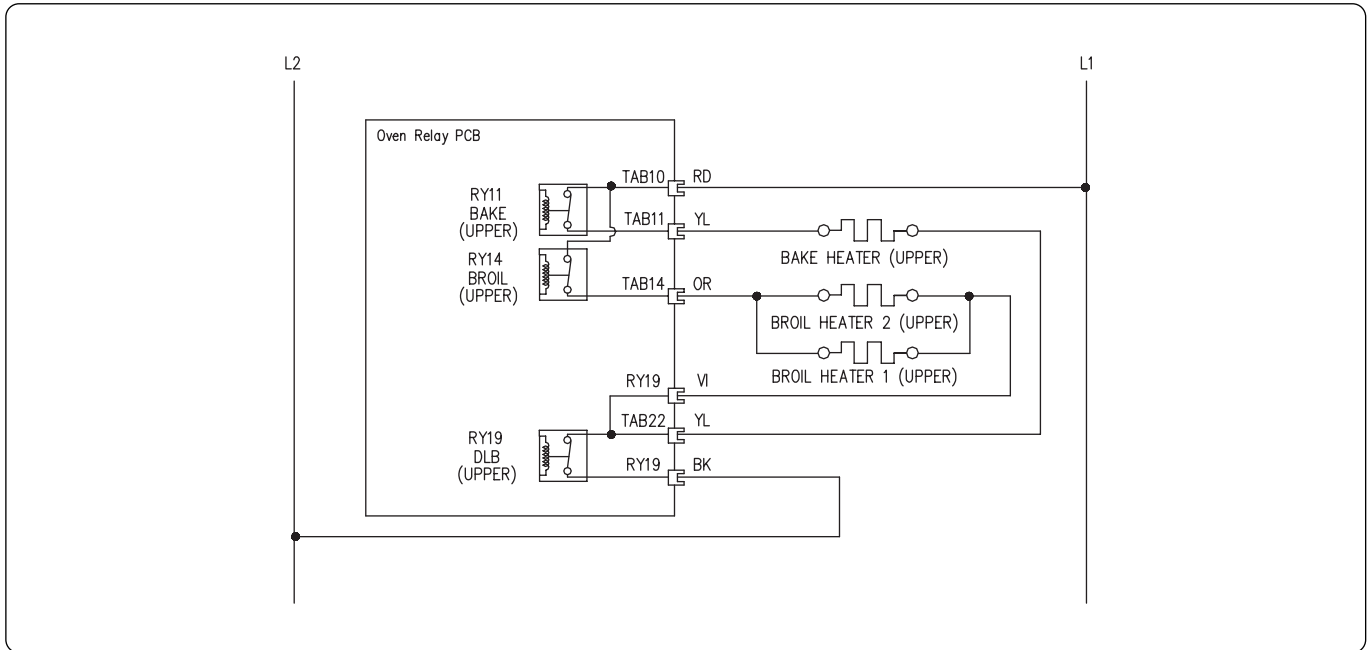 L2
L1
Oven Relay PCB
TAB10 RD
RY11
BAKE
(UPPER)
TAB11 YL
BAKE HEATER (UPPER)
RY14
BROIL
(UPPER)
TAB14 OR
BROIL HEATER 2 (UPPER)
BROIL HEATER 1 (UPPER)
RY19 VI
TAB22 YL
RY19
DLB
(UPPER)
RY19 BK